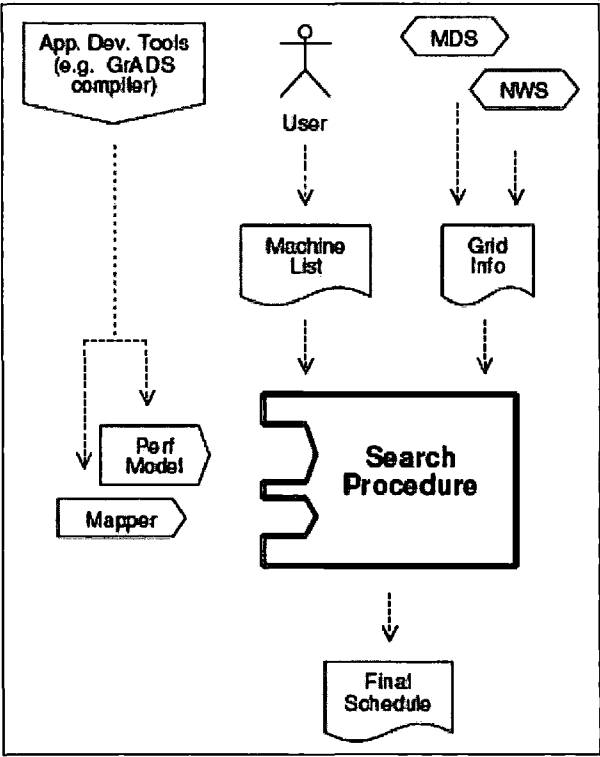 App. Dev. Tools
(e.g. GrADS
compiler)
User
MDS
NWS
Machine
List
Grid
Info
Perf
Model
Mapper
Search
Procedure
Final
Schedule